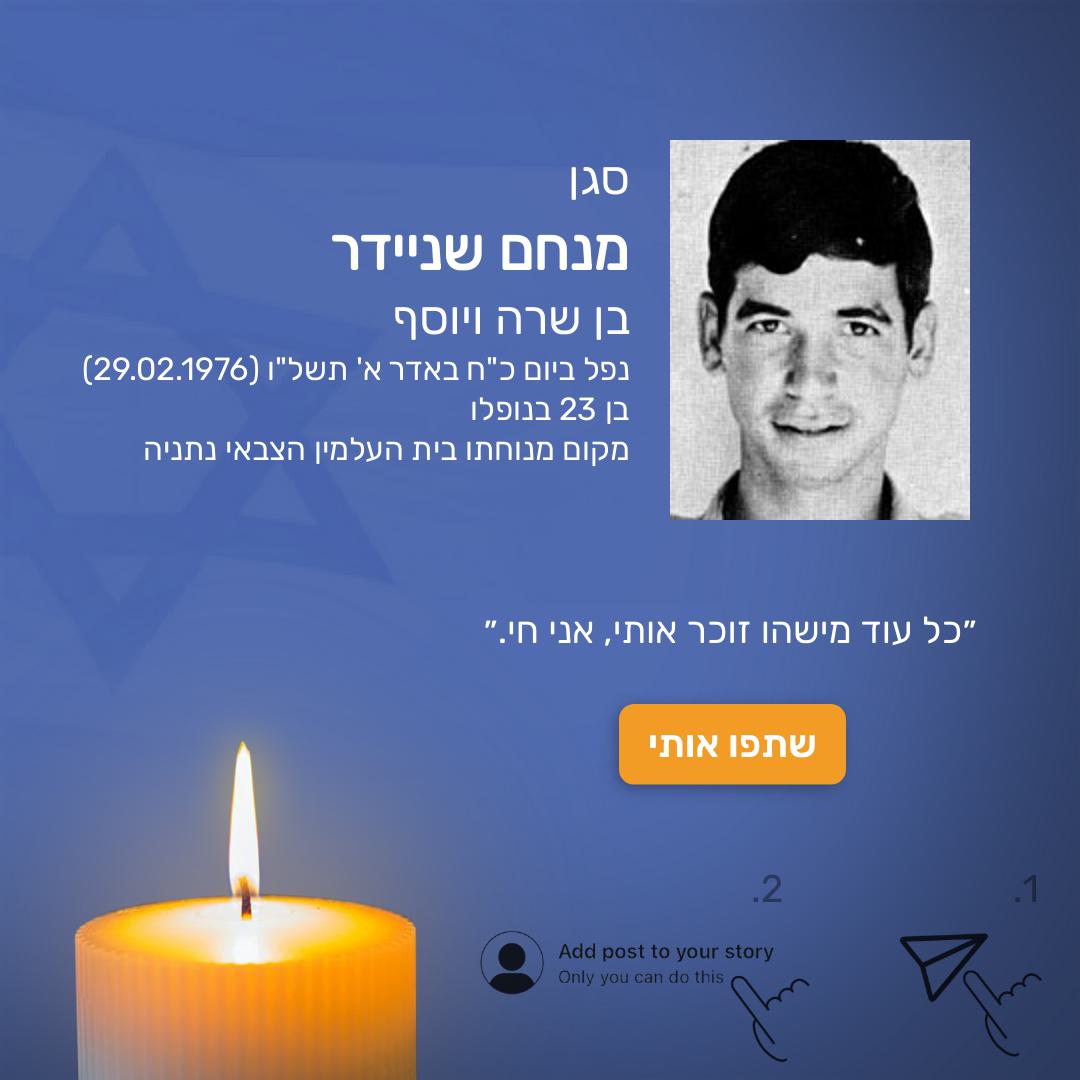 סגן
מנחם שניידר
בן שרה ויוסף
נפל ביום כ"ח באדר א' תשל"ו (29.02.1976)
בן 23 בנופלו
מקום מנוחתו בית העלמין הצבאי נתניה
״כל עוד מישהו זוכר אותי, אני חי.״
שתפו אותי
1.
2.
Add post to your story
Only you can do this